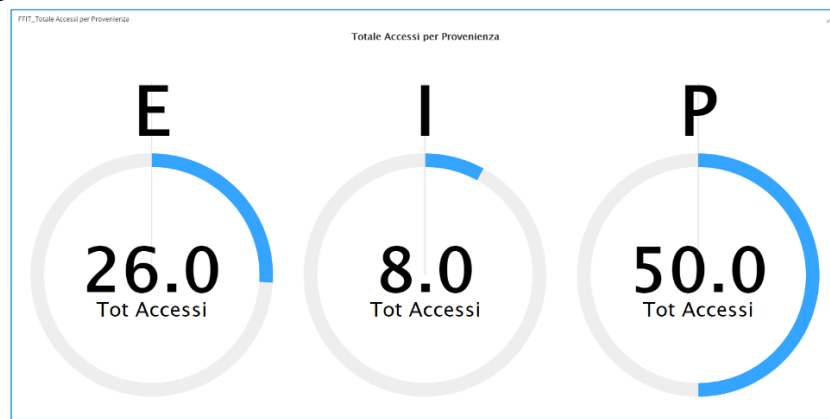 FFIT_Totale Accessi per Provenienza
Totale Accessi per Provenienza
E
I
P
26.0
8.0
50.0
Tot Accessi
Tot Accessi
Tot Accessi